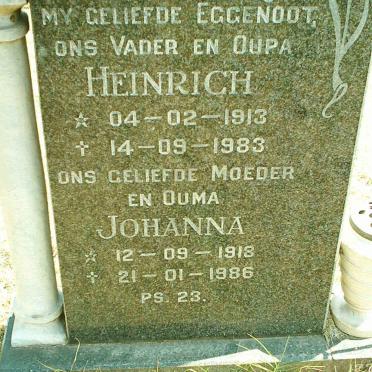 MY GELIEFDE EGGENOOT,
ONS VADER EN OUPA
HEINRICH
* 04-02-1913
† 14-09-1983
ONS GELIEFDE MOEDER
EN OUMA
JOHANNA
* 12-09-1918
† 21-01-1986
PS. 23.